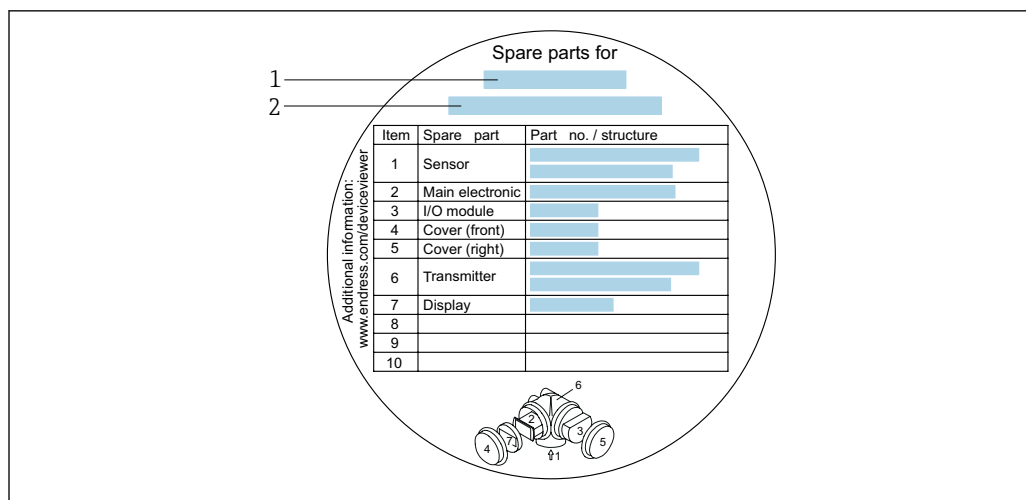 Spare parts for
1
2
Item Spare part Part no. / structure
1 Sensor
2 Main electronic
3 I/O module
4 Cover (front)
5 Cover (right)
6 Transmitter
7 Display
8
9
10
Additional information:
www.endress.com/deviceviewer
6
2
3
7
4
5
1